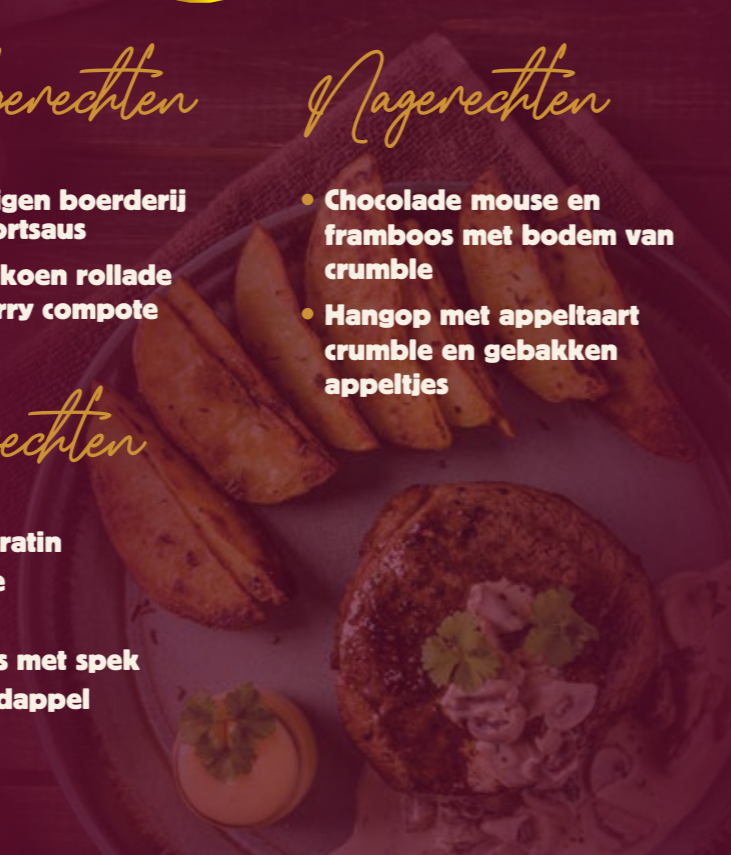 erechten
igen boerderij
ortsaus
koen rollade
rry compote
echten
ratin
e
s met spek
dappel
Nagerechten
Chocolade mouse en
framboos met bodem van
crumble
Hangop met appeltaart
crumble en gebakken
appeltjes